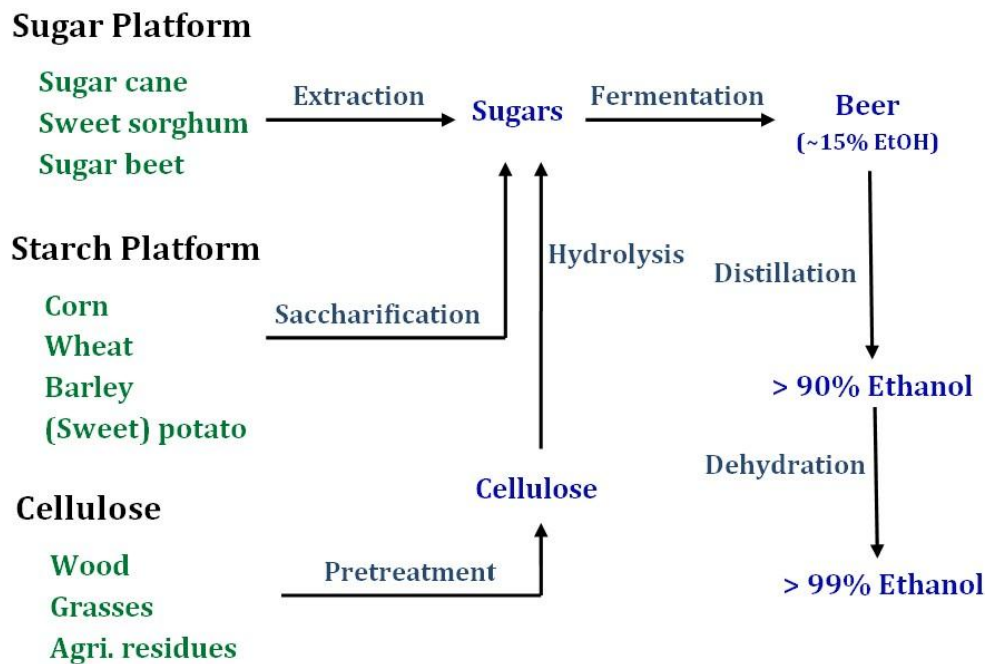 Sugar Platform
Sugar cane
Sweet sorghum
Sugar beet
Extraction
Sugars
Fermentation
Beer
(~15% EtOH)
Starch Platform
Corn
Wheat
Barley
(Sweet) potato
Saccharification
Hydrolysis
Distillation
> 90% Ethanol
Dehydration
> 99% Ethanol
Cellulose
Cellulose
Wood
Grasses
Agri. residues
Pretreatment